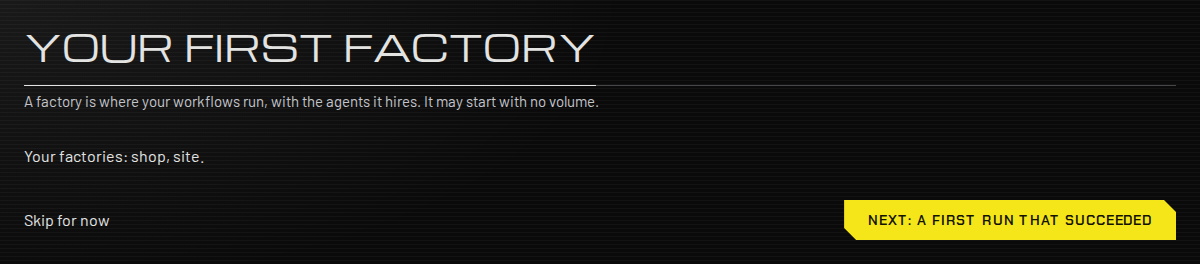 YOUR FIRST FACTORY
A factory is where your workflows run, with the agents it hires. It may start with no volume.
Your factories: shop, site.
Skip for now
NEXT: A FIRST RUN THAT SUCCEEDED